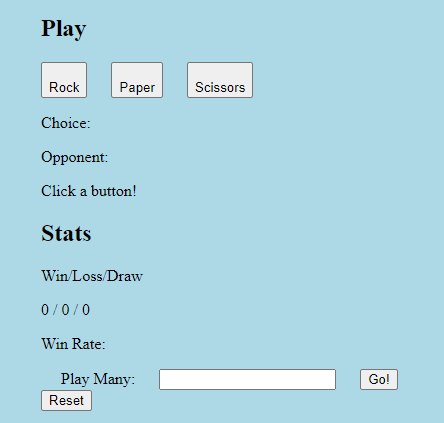 Play
Rock Paper Scissors
Choice:
Opponent:
Click a button!
Stats
Win/Loss/Draw
0 / 0 / 0
Win Rate:
Play Many: Go!
Reset